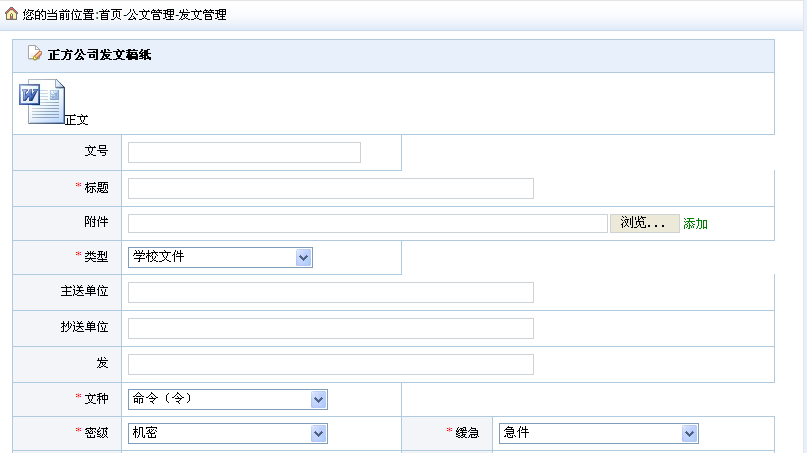 您的当前位置:首页-公文管理-发文管理
正方公司发文稿纸
W
正文
文号
* 标题
附件 浏览... 添加
* 类型 学校文件
主送单位
抄送单位
发
* 文种 命令（令）
* 密级 机密 * 缓急 急件